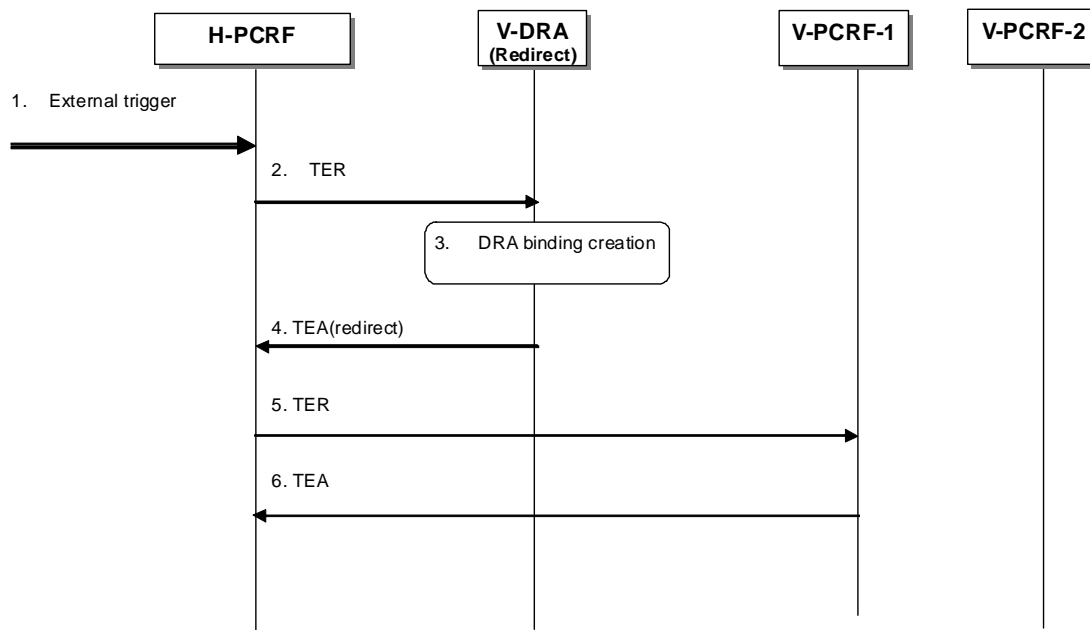 H-PCRF
V-DRA
(Redirect)
V-PCRF-1
V-PCRF-2
1. External trigger
2. TER
3. DRA binding creation
4. TEA(redirect)
5. TER
6. TEA